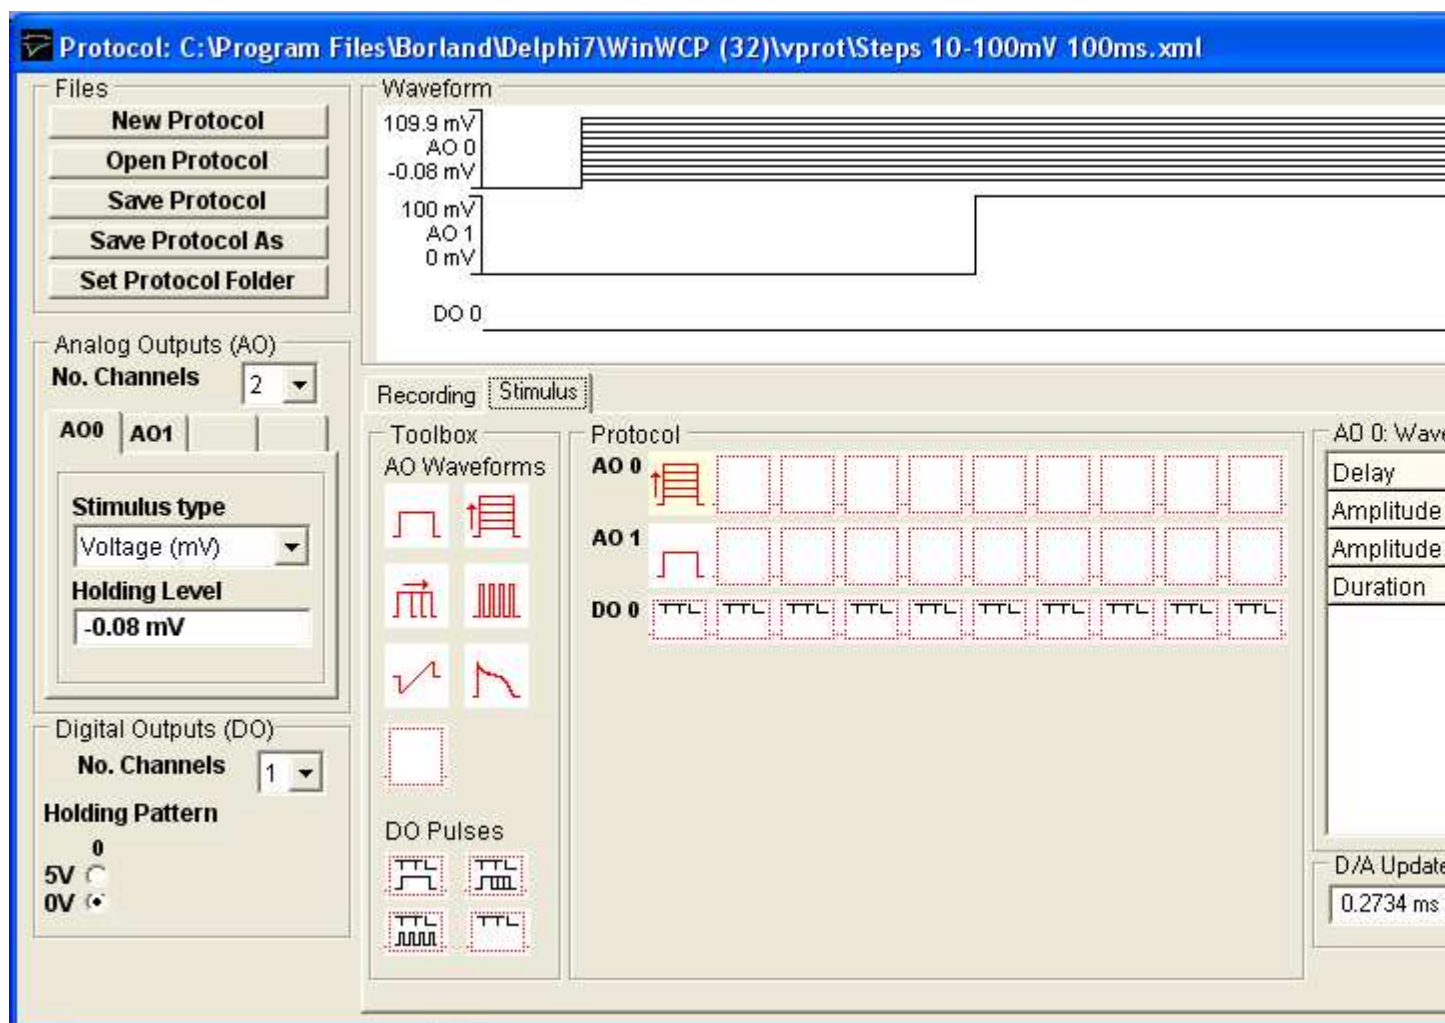 Protocol: C:\Program Files\Borland\Delphi7\WinWCP (32)\vprot\Steps 10-100mV 100ms.xml
Files
New Protocol
Open Protocol
Save Protocol
Save Protocol As
Set Protocol Folder
Waveform
109.9 mV
AO 0
-0.08 mV
100 mV
AO 1
0 mV
DO 0
Analog Outputs (AO)
No. Channels 2
AO0 AO1
Stimulus type
Voltage (mV)
Holding Level
-0.08 mV
Digital Outputs (DO)
No. Channels 1
Holding Pattern
0
5V
0V
Recording Stimulus
Toolbox
AO Waveforms
DO Pulses
TTL TTL
TTL TTL
Protocol
AO 0
AO 1
DO 0 TTL TTL TTL TTL TTL TTL TTL TTL TTL TTL
AO 0: Wave
Delay
Amplitude
Amplitude
Duration
D/A Update
0.2734 ms